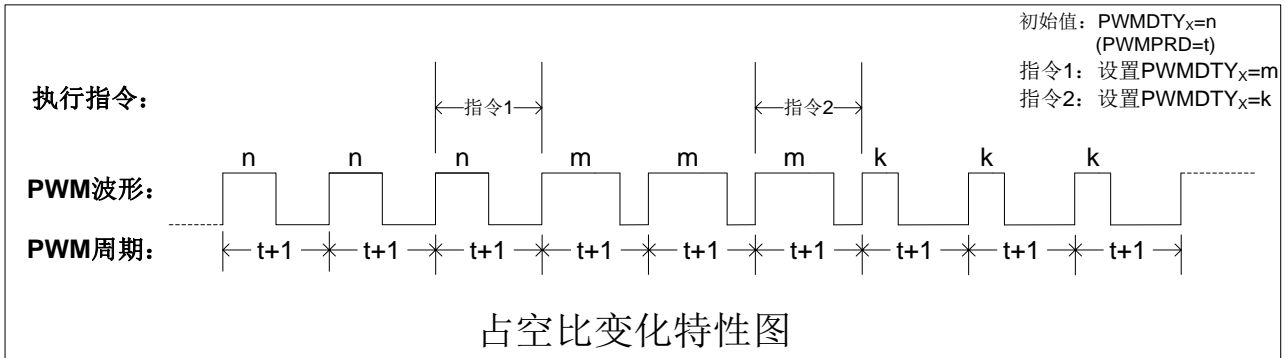 初始值：PWMDTYX=n
(PWMPRD=t)
指令1：设置PWMDTYX=m
指令2：设置PWMDTYX=k
执行指令：
指令1 指令2
n n n m m m k k k
PWM波形：
PWM周期：
t+1 t+1 t+1 t+1 t+1 t+1 t+1 t+1 t+1
占空比变化特性图